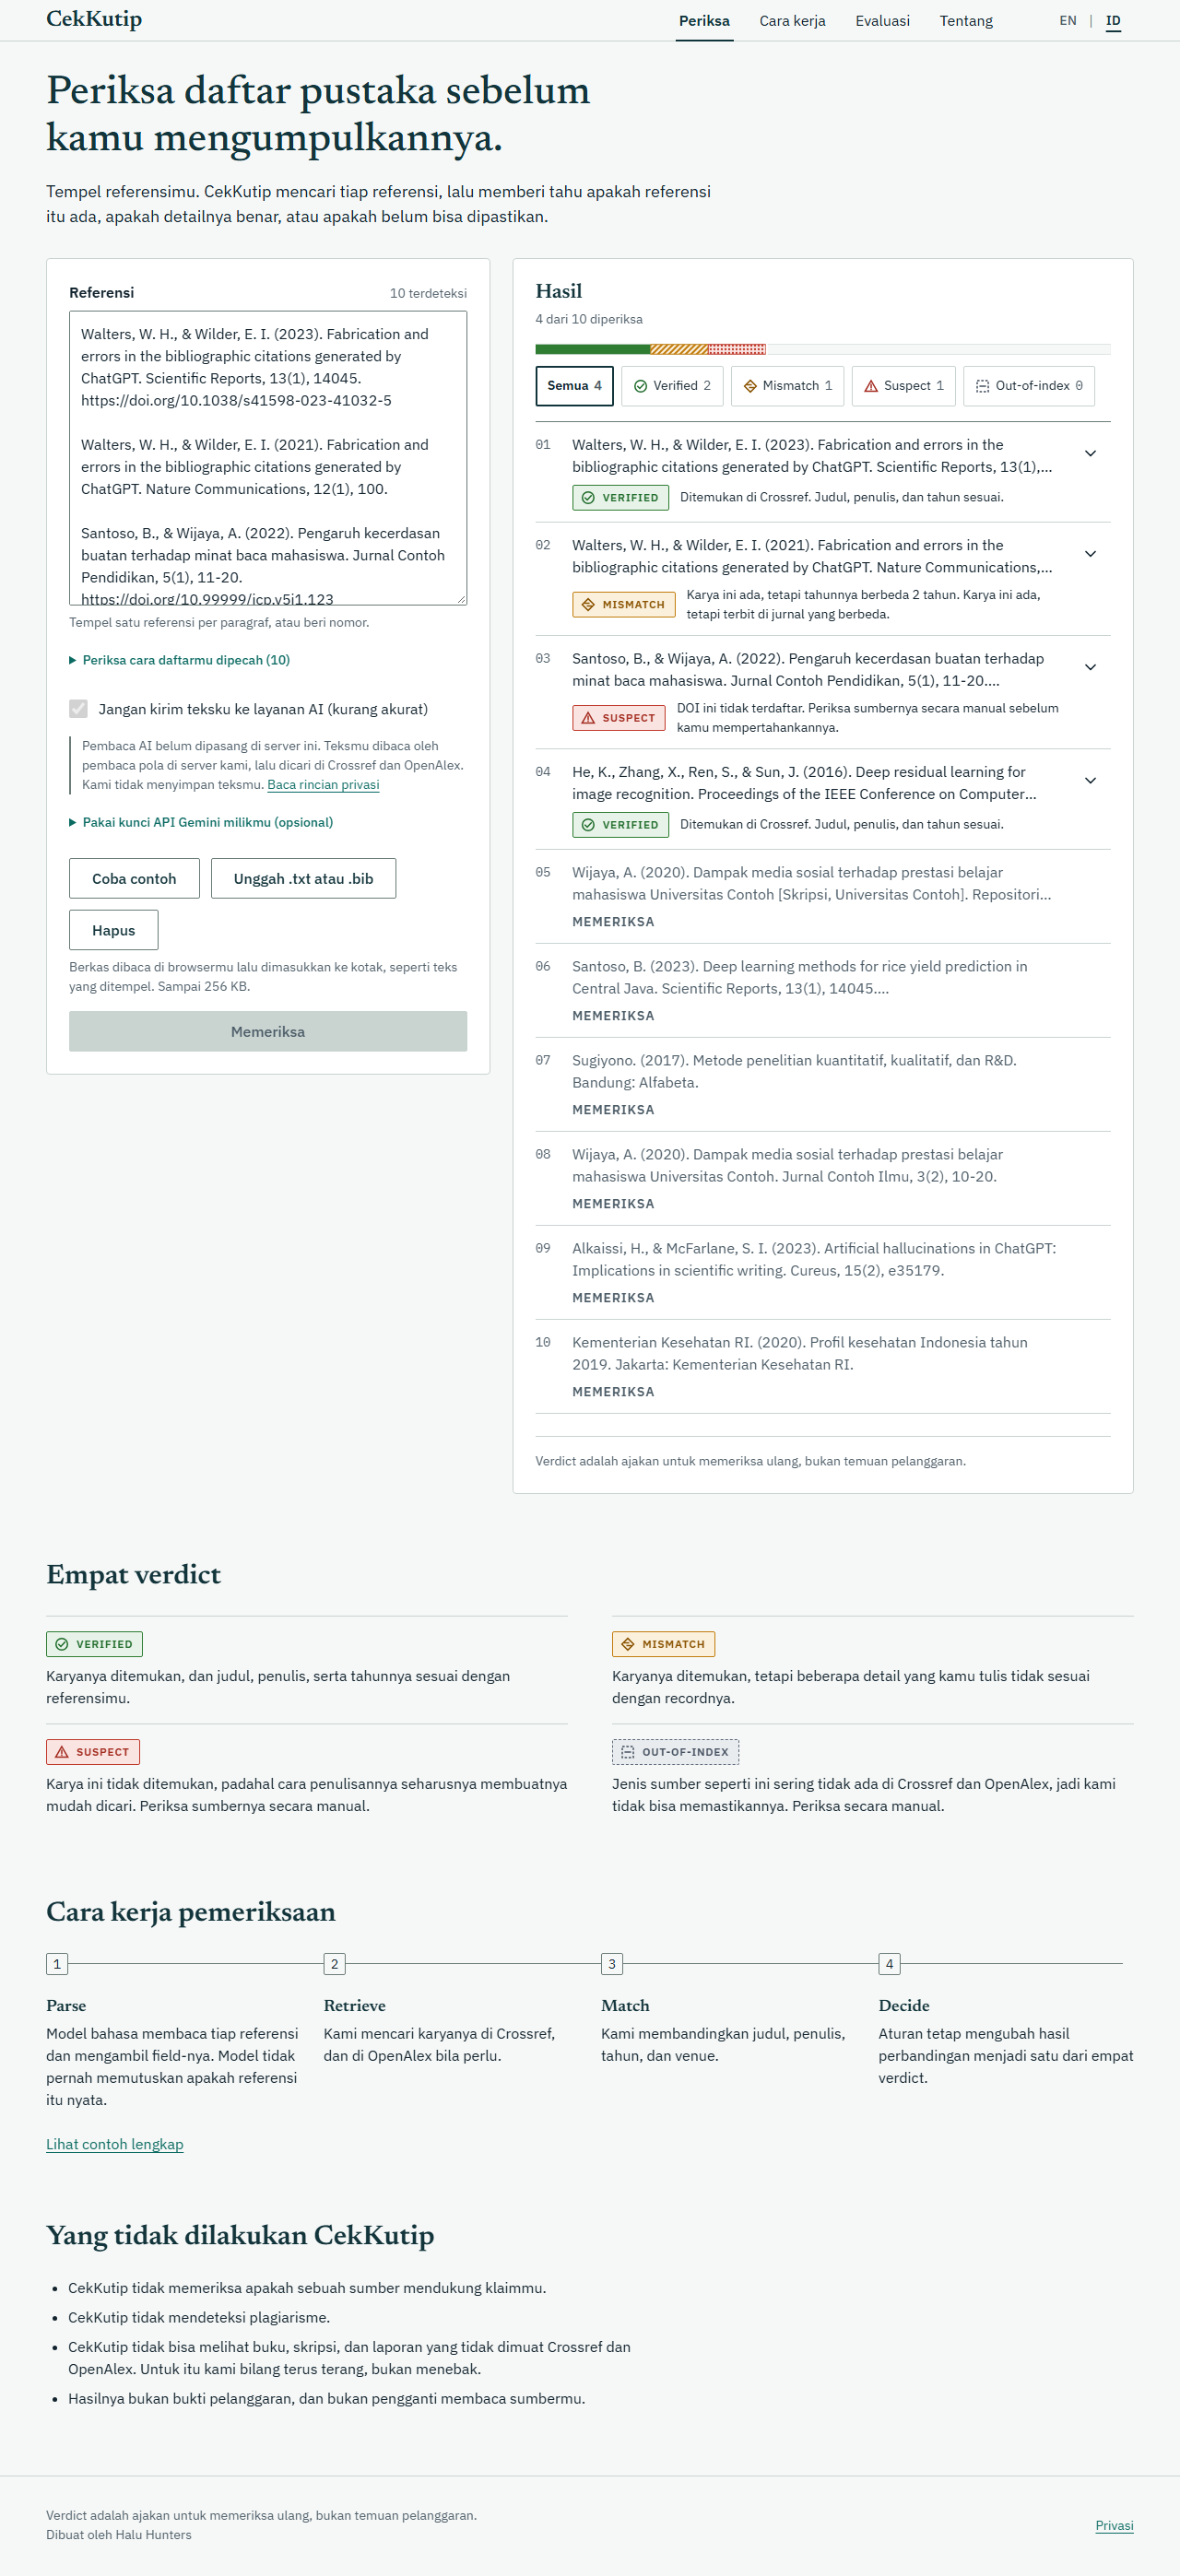 CekKutip
Periksa
Cara kerja
Evaluasi
Tentang
EN | ID
Periksa daftar pustaka sebelum
kamu mengumpulkannya.
Tempel referensimu. CekKutip mencari tiap referensi, lalu memberi tahu apakah referensi
itu ada, apakah detailnya benar, atau apakah belum bisa dipastikan.
Referensi
10 terdeteksi
Walters, W. H., & Wilder, E. I. (2023). Fabrication and
errors in the bibliographic citations generated by
ChatGPT. Scientific Reports, 13(1), 14045.
https://doi.org/10.1038/s41598-023-41032-5
Walters, W. H., & Wilder, E. I. (2021). Fabrication and
errors in the bibliographic citations generated by
ChatGPT. Nature Communications, 12(1), 100.
Santoso, B., & Wijaya, A. (2022). Pengaruh kecerdasan
buatan terhadap minat baca mahasiswa. Jurnal Contoh
Pendidikan, 5(1), 11-20.
https://doi.org/10.99999/jcp.v5i1.123
Tempel satu referensi per paragraf, atau beri nomor.
Periksa cara daftarmu dipecah (10)
Jangan kirim teksku ke layanan AI (kurang akurat)
Pembaca AI belum dipasang di server ini. Teksmu dibaca oleh
pembaca pola di server kami, lalu dicari di Crossref dan OpenAlex.
Kami tidak menyimpan teksmu. Baca rincian privasi
Pakai kunci API Gemini milikmu (opsional)
Coba contoh
Unggah .txt atau .bib
Hapus
Berkas dibaca di browsermu lalu dimasukkan ke kotak, seperti teks
yang ditempel. Sampai 256 KB.
Memeriksa
Hasil
4 dari 10 diperiksa
Semua 4
Verified 2
Mismatch 1
Suspect 1
Out-of-index 0
01
Walters, W. H., & Wilder, E. I. (2023). Fabrication and errors in the
bibliographic citations generated by ChatGPT. Scientific Reports, 13(1),...
VERIFIED
Ditemukan di Crossref. Judul, penulis, dan tahun sesuai.
02
Walters, W. H., & Wilder, E. I. (2021). Fabrication and errors in the
bibliographic citations generated by ChatGPT. Nature Communications,...
MISMATCH
Karya ini ada, tetapi tahunnya berbeda 2 tahun. Karya ini ada,
tetapi terbit di jurnal yang berbeda.
03
Santoso, B., & Wijaya, A. (2022). Pengaruh kecerdasan buatan terhadap
minat baca mahasiswa. Jurnal Contoh Pendidikan, 5(1), 11-20....
SUSPECT
DOI ini tidak terdaftar. Periksa sumbernya secara manual sebelum
kamu mempertahankannya.
04
He, K., Zhang, X., Ren, S., & Sun, J. (2016). Deep residual learning for
image recognition. Proceedings of the IEEE Conference on Computer...
VERIFIED
Ditemukan di Crossref. Judul, penulis, dan tahun sesuai.
05
Wijaya, A. (2020). Dampak media sosial terhadap prestasi belajar
mahasiswa Universitas Contoh [Skripsi, Universitas Contoh]. Repositori...
MEMERIKSA
06
Santoso, B. (2023). Deep learning methods for rice yield prediction in
Central Java. Scientific Reports, 13(1), 14045....
MEMERIKSA
07
Sugiyono. (2017). Metode penelitian kuantitatif, kualitatif, dan R&D.
Bandung: Alfabeta.
MEMERIKSA
08
Wijaya, A. (2020). Dampak media sosial terhadap prestasi belajar
mahasiswa Universitas Contoh. Jurnal Contoh Ilmu, 3(2), 10-20.
MEMERIKSA
09
Alkaissi, H., & McFarlane, S. I. (2023). Artificial hallucinations in ChatGPT:
Implications in scientific writing. Cureus, 15(2), e35179.
MEMERIKSA
10
Kementerian Kesehatan RI. (2020). Profil kesehatan Indonesia tahun
2019. Jakarta: Kementerian Kesehatan RI.
MEMERIKSA
Verdict adalah ajakan untuk memeriksa ulang, bukan temuan pelanggaran.
Empat verdict
VERIFIED
Karyanya ditemukan, dan judul, penulis, serta tahunnya sesuai dengan
referensimu.
MISMATCH
Karyanya ditemukan, tetapi beberapa detail yang kamu tulis tidak sesuai
dengan recordnya.
SUSPECT
Karya ini tidak ditemukan, padahal cara penulisannya seharusnya membuatnya
mudah dicari. Periksa sumbernya secara manual.
OUT-OF-INDEX
Jenis sumber seperti ini sering tidak ada di Crossref dan OpenAlex, jadi kami
tidak bisa memastikannya. Periksa secara manual.
Cara kerja pemeriksaan
1
Parse
Model bahasa membaca tiap referensi
dan mengambil field-nya. Model tidak
pernah memutuskan apakah referensi
itu nyata.
2
Retrieve
Kami mencari karyanya di Crossref,
dan di OpenAlex bila perlu.
3
Match
Kami membandingkan judul, penulis,
tahun, dan venue.
4
Decide
Aturan tetap mengubah hasil
perbandingan menjadi satu dari empat
verdict.
Lihat contoh lengkap
Yang tidak dilakukan CekKutip
• CekKutip tidak memeriksa apakah sebuah sumber mendukung klaimmu.
• CekKutip tidak mendeteksi plagiarisme.
• CekKutip tidak bisa melihat buku, skripsi, dan laporan yang tidak dimuat Crossref dan
OpenAlex. Untuk itu kami bilang terus terang, bukan menebak.
• Hasilnya bukan bukti pelanggaran, dan bukan pengganti membaca sumbermu.
Verdict adalah ajakan untuk memeriksa ulang, bukan temuan pelanggaran.
Dibuat oleh Halu Hunters
Privasi